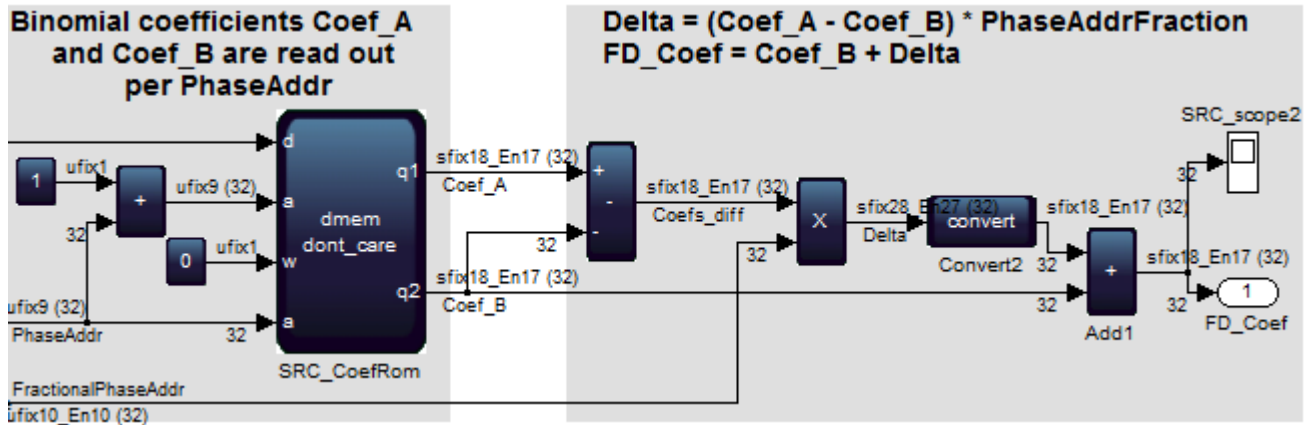 Binomial coefficients Coef_A
and Coef_B are read out
per PhaseAddr
Delta = (Coef_A - Coef_B) * PhaseAddrFraction
FD_Coef = Coef_B + Delta
SRC_scope2
32
d
1
ufix1
+
ufix9 (32)
a
32
dmem
dont_care
0
ufix1
w
ufix9 (32)
PhaseAddr
32
a
q1
q2
SRC_CoefRom
sfix18_En17 (32)
Coef_A
sfix18_En17 (32)
Coef_B
+
-
-
32
sfix18_En17 (32)
Coefs_diff
32
X
sfix28_En27 (32)
Delta
convert
Convert2
sfix18_En17 (32)
32
32
+
Add1
sfix18_En17 (32)
32
1
FD_Coef
FractionalPhaseAddr
ufix10_En10 (32)